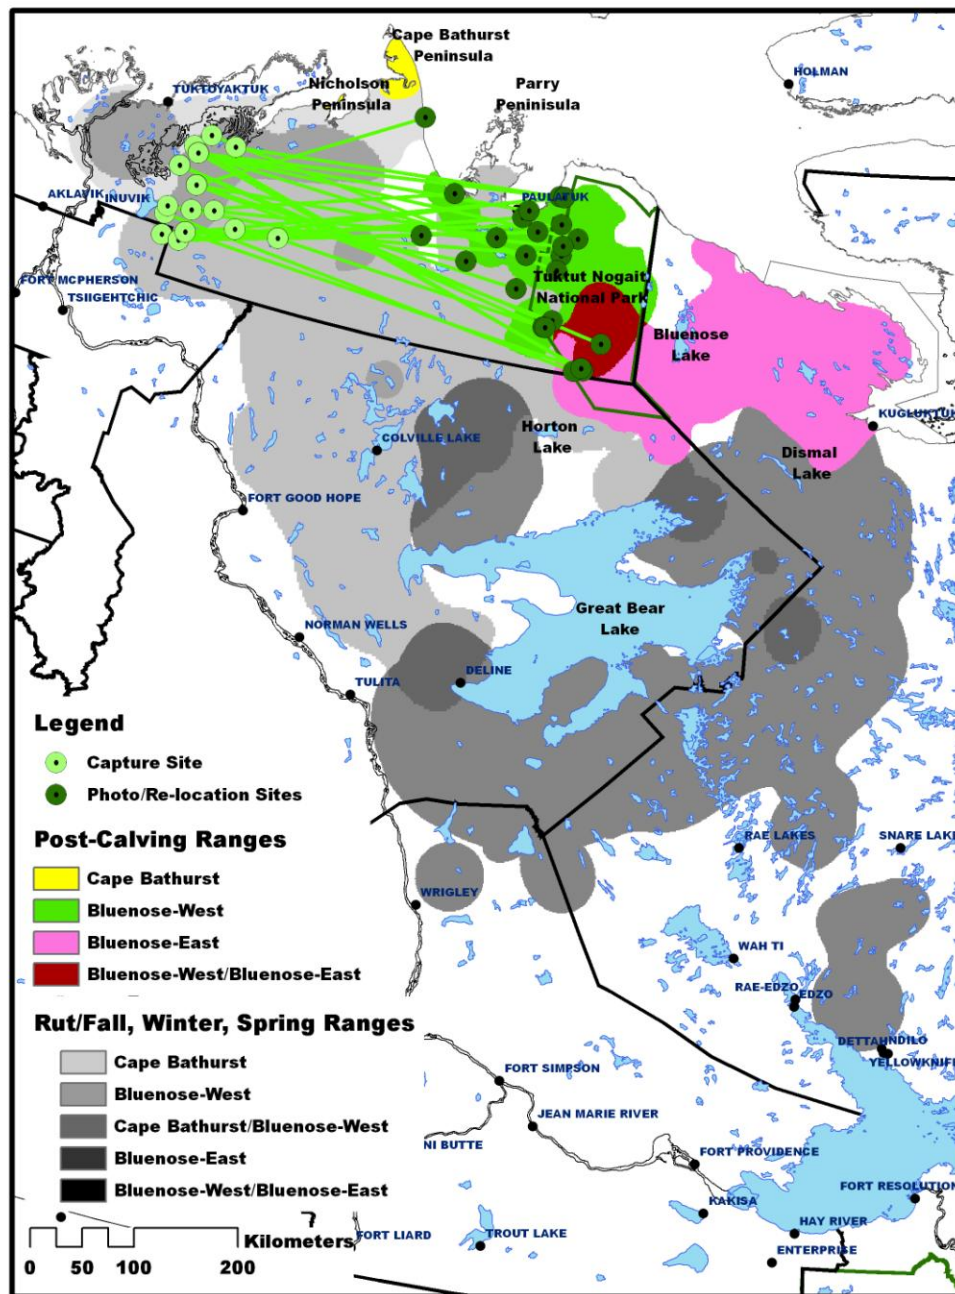 Cape Bathurst
Peninsula
HOLMAN
Nicholson
Peninsula
Parry
Peninisula
TUKTOYAKTUK
AKLAVIK
INUVIK
PAULATUK
FORT MCPHERSON
TSIIGEHTCHIC
Tuktut Nogait
National Park
Bluenose
Lake
KUGLUKTUK
Horton
Lake
Dismal
Lake
COLVILLE LAKE
FORT GOOD HOPE
Great Bear
Lake
NORMAN WELLS
DELINE
TULITA
Legend
Capture Site
Photo/Re-location Sites
Post-Calving Ranges
Cape Bathurst
Bluenose-West
Bluenose-East
Bluenose-West/Bluenose-East
RAE LAKES
SNARE LAKE
WRIGLEY
WAH TI
RAE-EDZO
EDZO
DETTAH
NDILO
YELLOWKNIFE
Rut/Fall, Winter, Spring Ranges
Cape Bathurst
Bluenose-West
Cape Bathurst/Bluenose-West
Bluenose-East
Bluenose-West/Bluenose-East
FORT SIMPSON
JEAN MARIE RIVER
NI BUTTE
FORT PROVIDENCE
FORT RESOLUTION
KAKISA
HAY RIVER
FORT LIARD
TROUT LAKE
ENTERPRISE
Kilometers
0 50 100 200